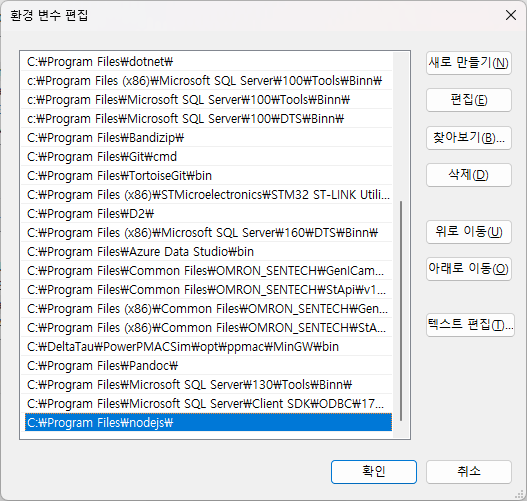 환경 변수 편집
C:₩Program Files₩dotnet₩
c:₩Program Files (x86)₩Microsoft SQL Server₩100₩Tools₩Binn₩
c:₩Program Files₩Microsoft SQL Server₩100₩Tools₩Binn₩
c:₩Program Files₩Microsoft SQL Server₩100₩DTS₩Binn₩
C:₩Program Files₩Bandizip₩
C:₩Program Files₩Git₩cmd
C:₩Program Files₩TortoiseGit₩bin
C:₩Program Files (x86)₩STMicroelectronics₩STM32 ST-LINK Utili...
C:₩Program Files₩D2₩
C:₩Program Files (x86)₩Microsoft SQL Server₩160₩DTS₩Binn₩
C:₩Program Files₩Azure Data Studio₩bin
C:₩Program Files₩Common Files₩OMRON_SENTECH₩GenICam...
C:₩Program Files₩Common Files₩OMRON_SENTECH₩StApi₩v1...
C:₩Program Files (x86)₩Common Files₩OMRON_SENTECH₩Gen...
C:₩Program Files (x86)₩Common Files₩OMRON_SENTECH₩StA...
C:₩DeltaTau₩PowerPMACSim₩opt₩ppmac₩MinGW₩bin
C:₩Program Files₩Pandoc₩
C:₩Program Files₩Microsoft SQL Server₩130₩Tools₩Binn₩
C:₩Program Files₩Microsoft SQL Server₩Client SDK₩ODBC₩17...
C:₩Program Files₩nodejs₩
새로 만들기(N)
편집(E)
찾아보기(B)...
삭제(D)
위로 이동(U)
아래로 이동(O)
텍스트 편집(T)...
확인
취소